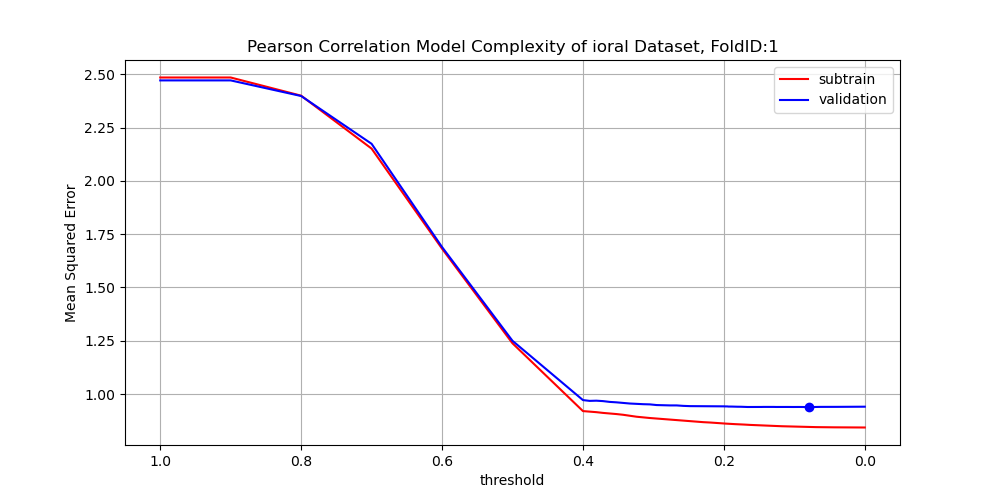 Pearson Correlation Model Complexity of ioral Dataset, FoldID:1
subtrain
validation
Mean Squared Error
2.50
2.25
2.00
1.75
1.50
1.25
1.00
1.0 0.8 0.6 0.4 0.2 0.0
threshold